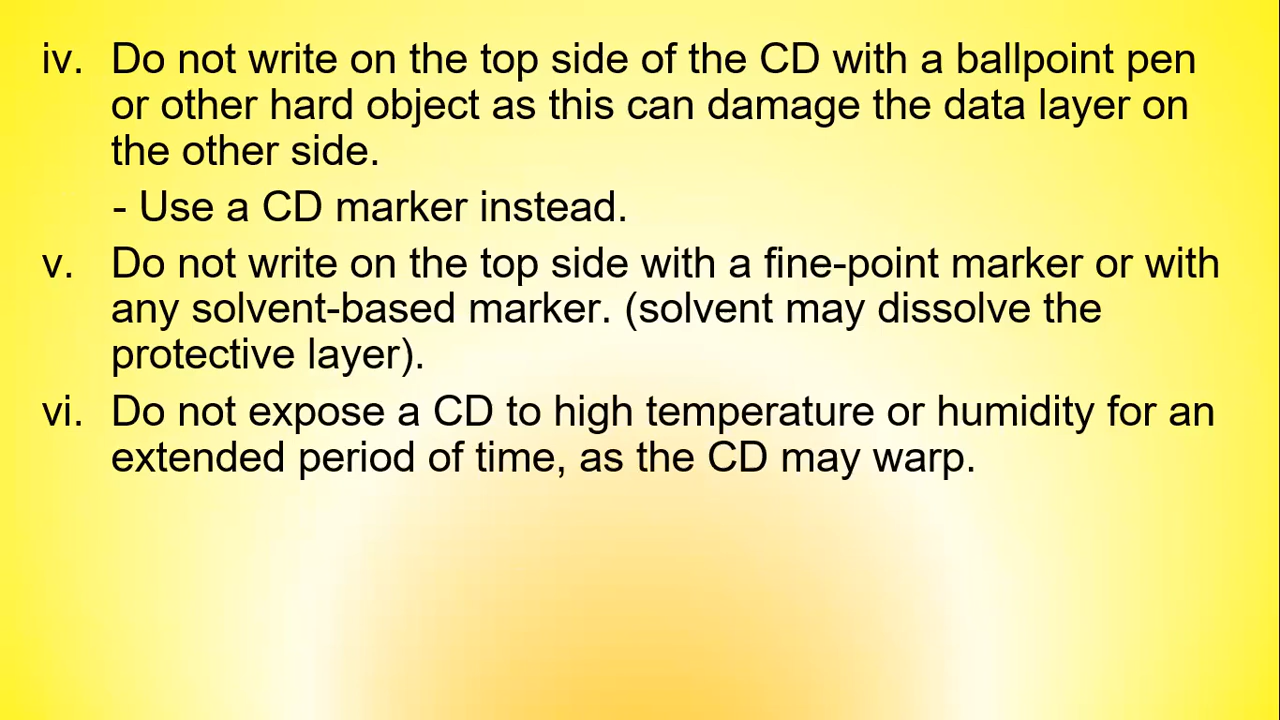 iv. Do not write on the top side of the CD with a ballpoint pen
or other hard object as this can damage the data layer on
the other side.
- Use a CD marker instead.
v. Do not write on the top side with a fine-point marker or with
any solvent-based marker. (solvent may dissolve the
protective layer).
vi. Do not expose a CD to high temperature or humidity for an
extended period of time, as the CD may warp.